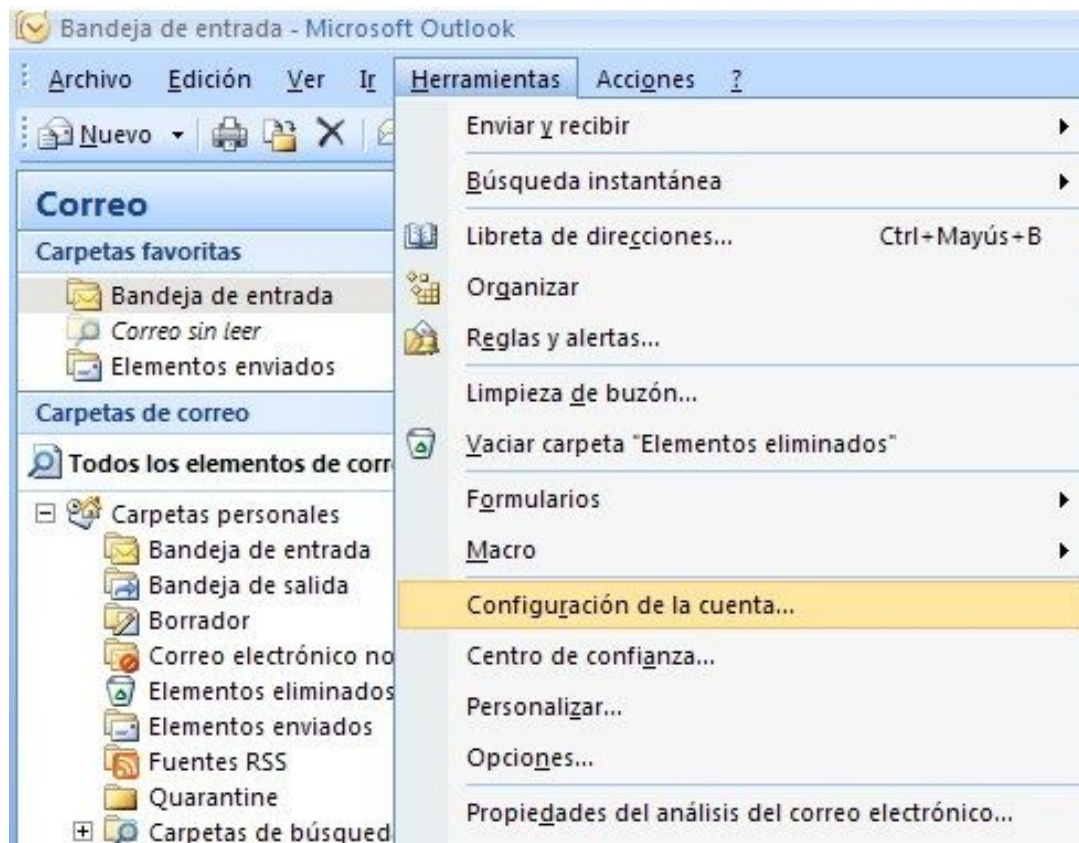 Bandeja de entrada - Microsoft Outlook
Archivo Edición Ver Ir Herramientas Acciones ?
Nuevo
Correo
Carpetas favoritas
Bandeja de entrada
Correo sin leer
Elementos enviados
Carpetas de correo
Todos los elementos de corr
Carpetas personales
Bandeja de entrada
Bandeja de salida
Borrador
Correo electrónico no
Elementos eliminados
Elementos enviados
Fuentes RSS
Quarantine
Carpetas de búsqued
Enviar y recibir
Búsqueda instantánea
Libreta de direcciones... Ctrl+Mayús+B
Organizar
Reglas y alertas...
Limpieza de buzón...
Vaciar carpeta "Elementos eliminados"
Formularios
Macro
Configuración de la cuenta...
Centro de confianza...
Personalizar...
Opciones...
Propiedades del análisis del correo electrónico...